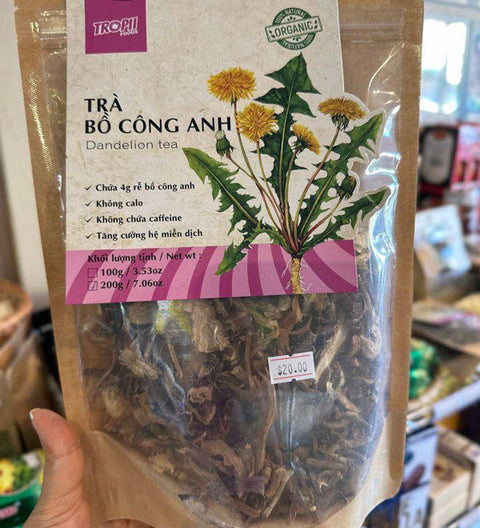 TROPII
FOODS
100% NATURAL
ORGANIC
TRÀ
BỒ CÔNG ANH
Dandelion tea
✓ Chứa 4g rễ bồ công anh
✓ Không calo
✓ Không chứa caffeine
✓ Tăng cường hệ miễn dịch
Khối lượng tịnh / Net wt :
100g / 3.53oz
200g / 7.06oz
$20.00